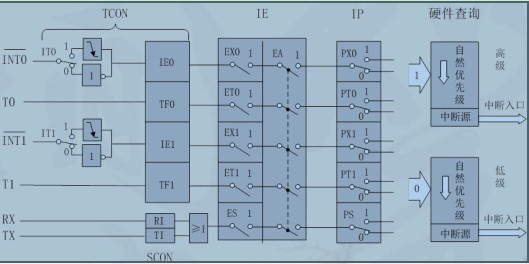 TCON IE IP 硬件查询
INT0 IT0 1 0 1 IE0 EX0 1 EA 1 PX0 1 0 1 自然优先级 高级
中断源 中断入口
T0 TF0 ET0 1 PT0 1 0
INT1 IT1 1 0 1 IE1 EX1 1 PX1 1 0
T1 TF1 ET1 1 PT1 1 0 0 自然优先级 低级
RX RI ≥1 ES 1 PS 1 0 中断入口
TX TI 中断源
SCON